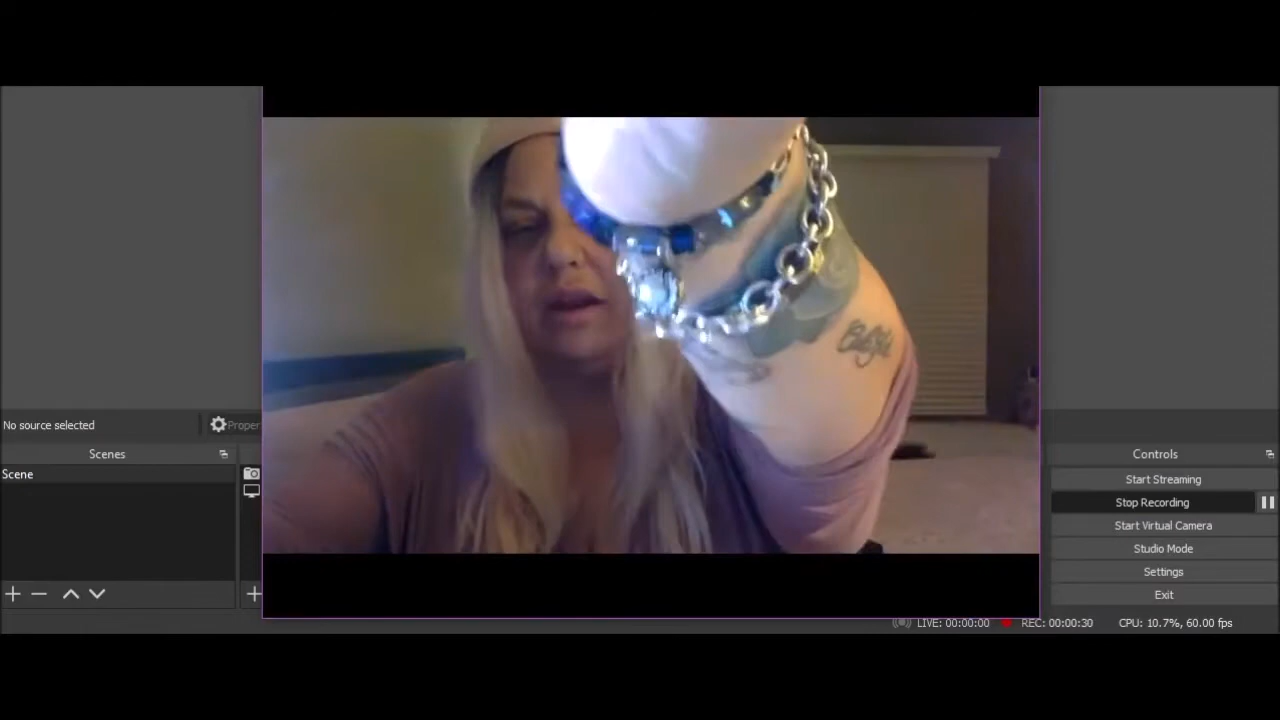 No source selected
Proper
Scenes
Scene
Controls
Start Streaming
Stop Recording
Start Virtual Camera
Studio Mode
Settings
Exit
LIVE: 00:00:00
REC: 00:00:30
CPU: 10.7%, 60.00 fps